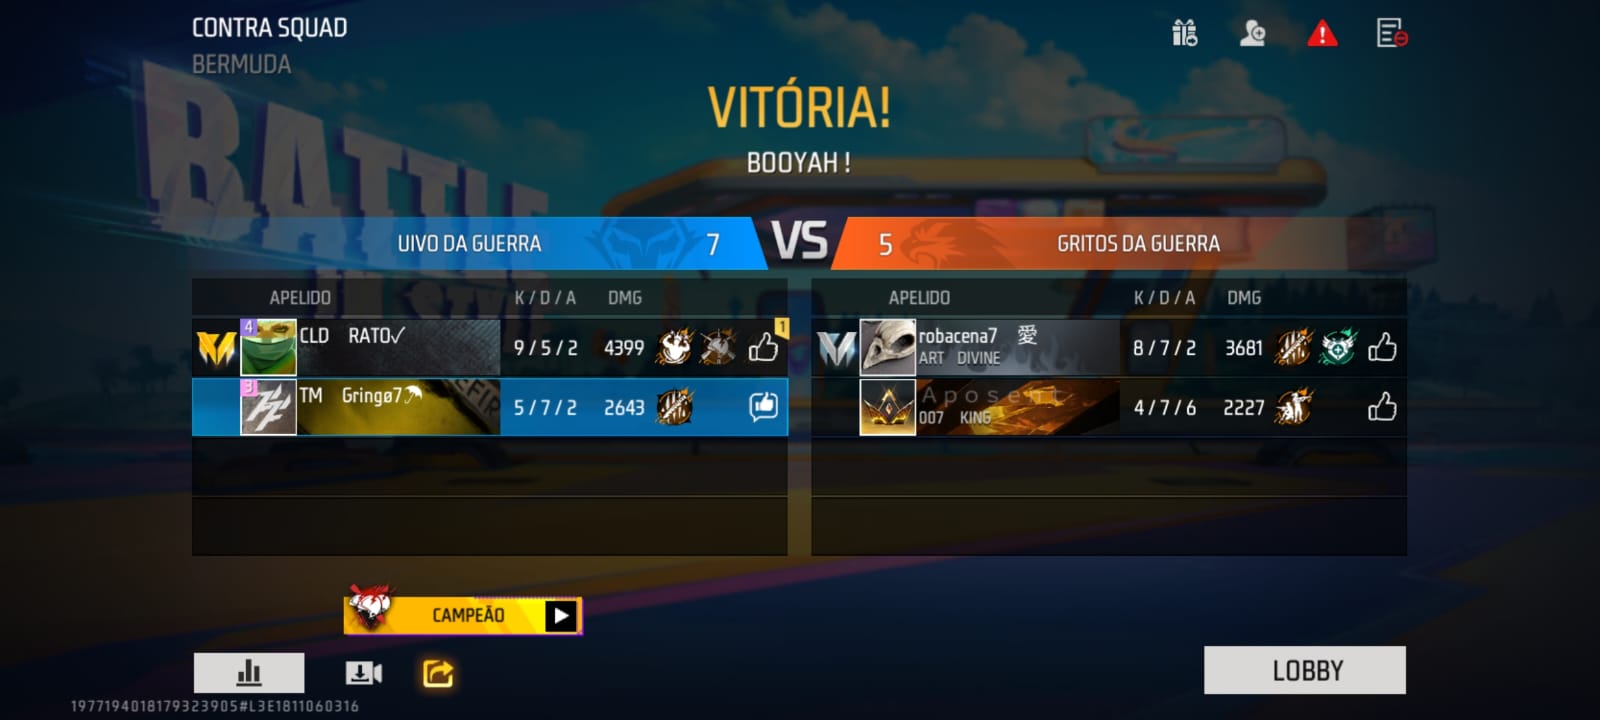 CONTRA SQUAD
BERMUDA
BATTLE
VITÓRIA!
BOOYAH !
UIVO DA GUERRA 7 VS 5 GRITOS DA GUERRA
APELIDO K / D / A DMG
APELIDO K / D / A DMG
4 CLD RATO✓ 9 / 5 / 2 4399 1
3 TM Gringø7☂ 5 / 7 / 2 2643
robacena7 愛 8 / 7 / 2 3681
ART DIVINE
Aposent 4 / 7 / 6 2227
007 KING
CAMPEÃO
LOBBY
1977194018179323905#L3E1811060316